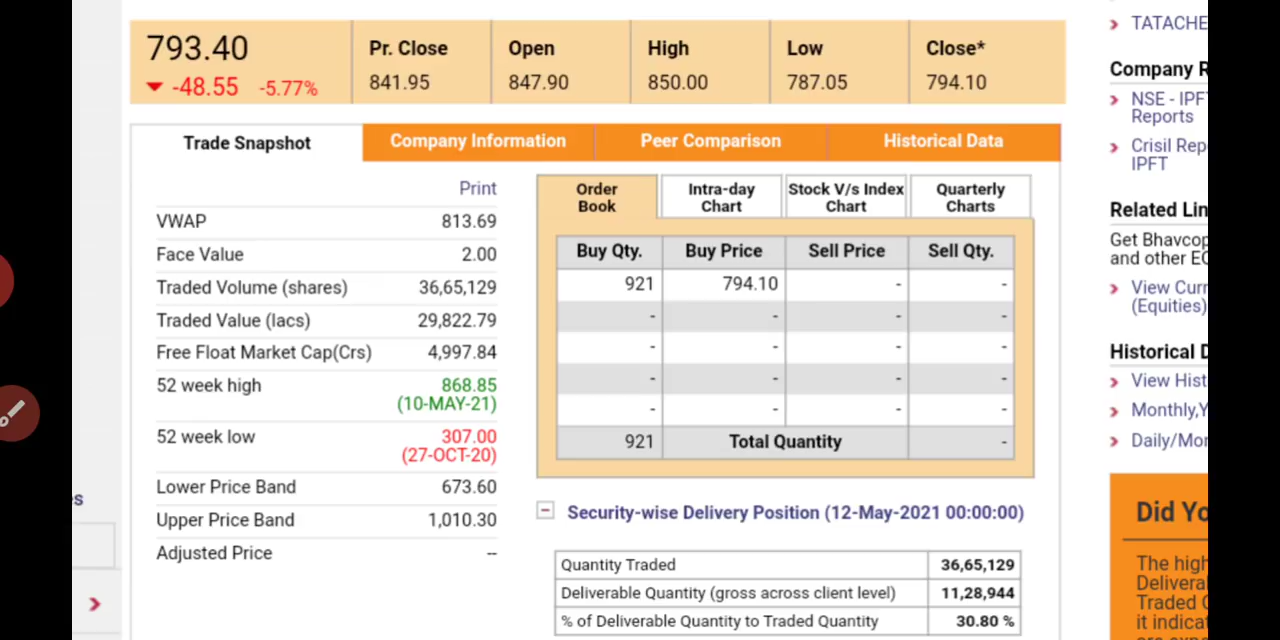 793.40
-48.55 -5.77%
Pr. Close
841.95
Open
847.90
High
850.00
Low
787.05
Close*
794.10
Trade Snapshot
Company Information
Peer Comparison
Historical Data
Print
VWAP 813.69
Face Value 2.00
Traded Volume (shares) 36,65,129
Traded Value (lacs) 29,822.79
Free Float Market Cap(Crs) 4,997.84
52 week high 868.85
(10-MAY-21)
52 week low 307.00
(27-OCT-20)
Lower Price Band 673.60
Upper Price Band 1,010.30
Adjusted Price --
Order
Book
Intra-day
Chart
Stock V/s Index
Chart
Quarterly
Charts
Buy Qty. Buy Price Sell Price Sell Qty.
921 794.10 - -
- - - -
- - - -
- - - -
- - - -
921 Total Quantity -
Security-wise Delivery Position (12-May-2021 00:00:00)
Quantity Traded 36,65,129
Deliverable Quantity (gross across client level) 11,28,944
% of Deliverable Quantity to Traded Quantity 30.80 %
TATACHE
Company R
NSE - IPFT
Reports
Crisil Rep
IPFT
Related Lin
Get Bhavcop
and other EO
View Curr
(Equities)
Historical D
View Hist
Monthly,Y
Daily/Mor
Did Yo
The high
Deliveral
Traded Q
it indicat
es